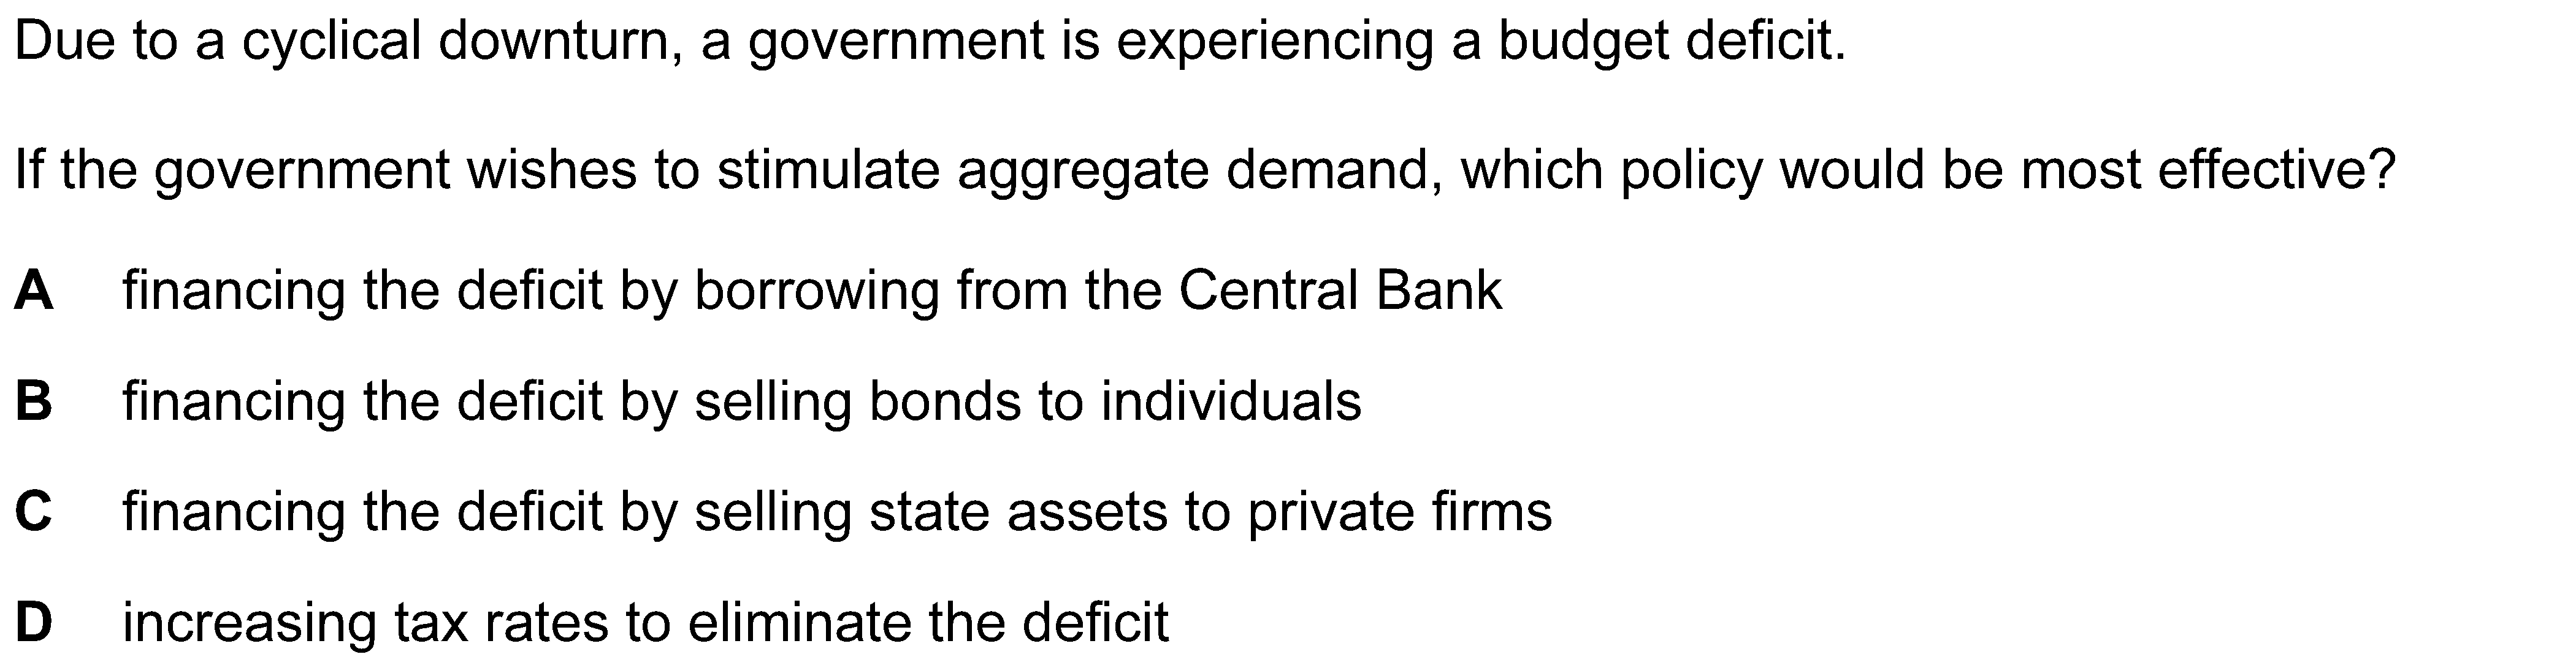 Due to a cyclical downturn, a government is experiencing a budget deficit.
If the government wishes to stimulate aggregate demand, which policy would be most effective?
A financing the deficit by borrowing from the Central Bank
B financing the deficit by selling bonds to individuals
C financing the deficit by selling state assets to private firms
D increasing tax rates to eliminate the deficit